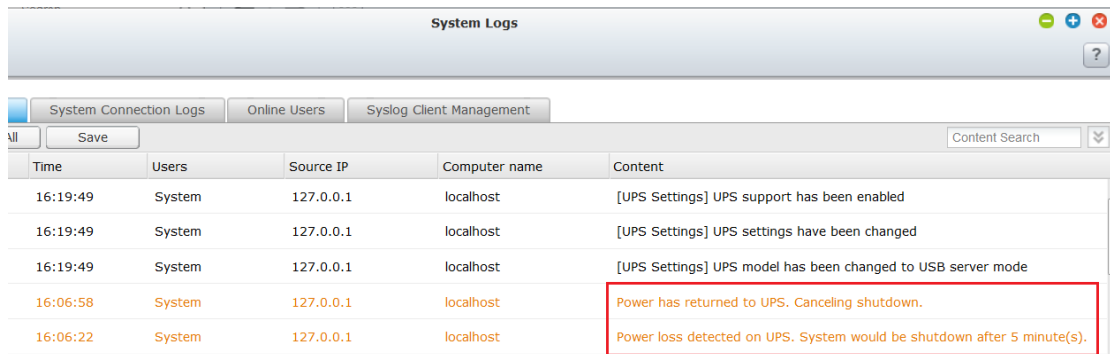 System Logs
?
System Connection Logs Online Users Syslog Client Management
All Save Content Search
Time Users Source IP Computer name Content
16:19:49 System 127.0.0.1 localhost [UPS Settings] UPS support has been enabled
16:19:49 System 127.0.0.1 localhost [UPS Settings] UPS settings have been changed
16:19:49 System 127.0.0.1 localhost [UPS Settings] UPS model has been changed to USB server mode
16:06:58 System 127.0.0.1 localhost Power has returned to UPS. Canceling shutdown.
16:06:22 System 127.0.0.1 localhost Power loss detected on UPS. System would be shutdown after 5 minute(s).